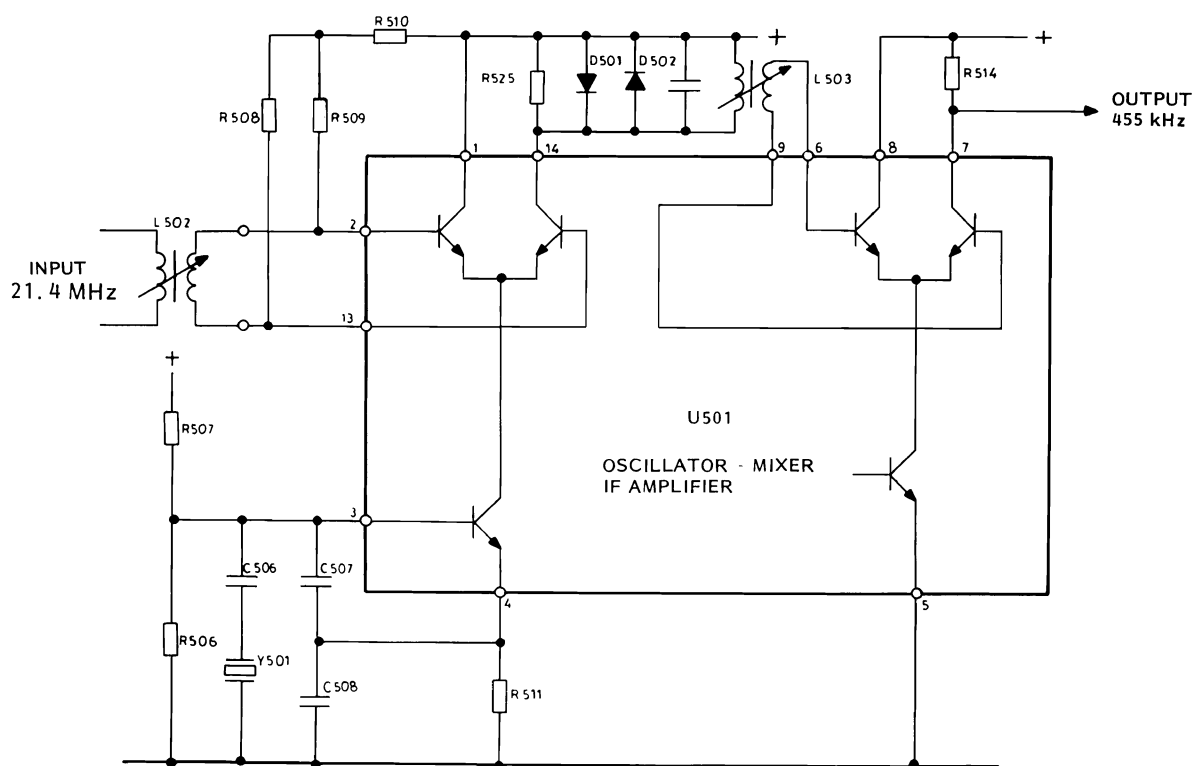 R510
+
+
D501
D502
R525
L503
R514
R508
R509
OUTPUT
455 kHz
1
14
9
6
8
7
L502
2
INPUT
21.4 MHz
13
+
R507
U501
OSCILLATOR - MIXER
IF AMPLIFIER
3
C506
C507
4
5
R506
Y501
C508
R511